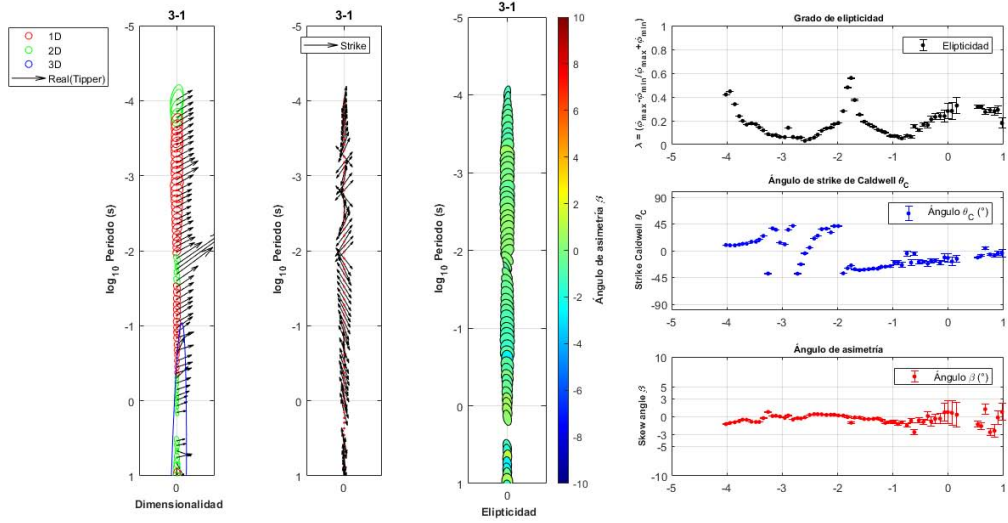 3-1
1D
2D
3D
Real(Tipper)
-5
-4
-3
-2
-1
0
1
log₁₀ Período (s)
0
Dimensionalidad
3-1
Strike
-5
-4
-3
-2
-1
0
1
log₁₀ Período (s)
0
3-1
-5
-4
-3
-2
-1
0
1
log₁₀ Período (s)
0
Elipticidad
10
8
6
4
2
0
-2
-4
-6
-8
-10
Ángulo de asimetría β
Grado de elipticidad
Elipticidad
1
0.8
0.6
0.4
0.2
0
λ = (ϕmax-ϕmin/ϕmax+ϕmin)
-5 -4 -3 -2 -1 0 1
Ángulo de strike de Caldwell θC
Ángulo θC (°)
90
45
0
-45
-90
Strike Caldwell θC
-5 -4 -3 -2 -1 0 1
Ángulo de asimetría
Ángulo β (°)
10
5
3
0
-3
-5
-10
Skew angle β
-5 -4 -3 -2 -1 0 1